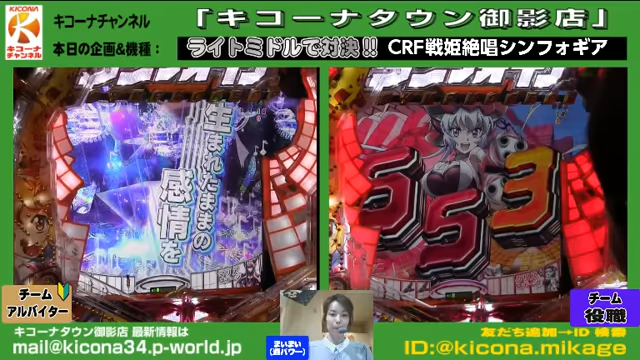 KICONA
キコーナ
チャンネル
キコーナチャンネル
「キコーナタウン御影店」
本日の企画&機種：
ライトミドルで対決!!
CRF戦姫絶唱シンフォギア
生まれたままの
感情を
5 5 3
チーム
アルバイター
チーム
役職
キコーナタウン御影店 最新情報は
mail@kicona34.p-world.jp
まいまい
友だち追加→ID 検索
ID:@kicona.mikage